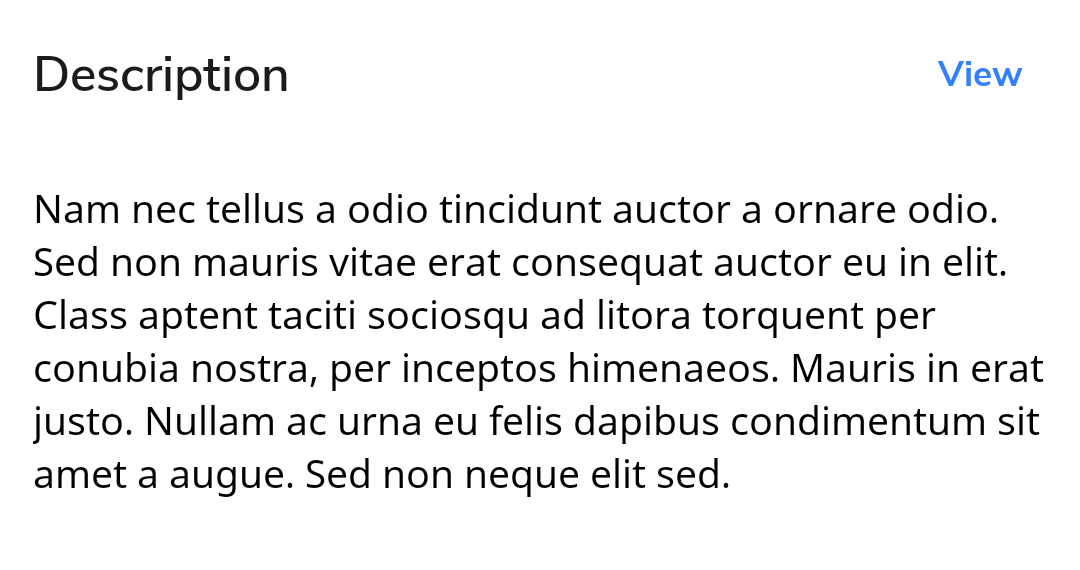 Description
View
Nam nec tellus a odio tincidunt auctor a ornare odio.
Sed non mauris vitae erat consequat auctor eu in elit.
Class aptent taciti sociosqu ad litora torquent per
conubia nostra, per inceptos himenaeos. Mauris in erat
justo. Nullam ac urna eu felis dapibus condimentum sit
amet a augue. Sed non neque elit sed.